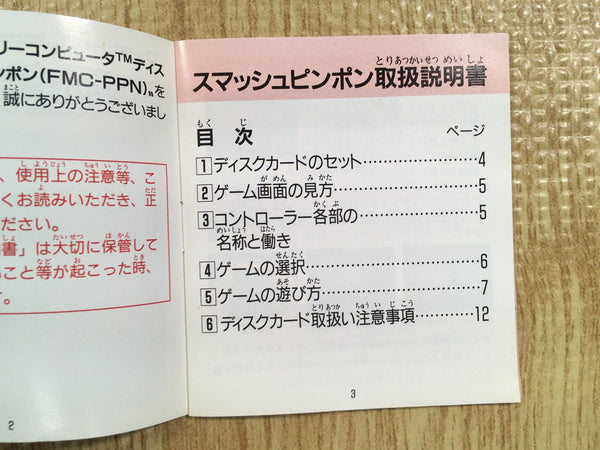 リーコンピュータ™ディス
ンポン(FMC-PPN)〟を
誠にありがとうございまし
、使用上の注意等、こ
くお読みいただき、正
ださい。
書」は大切に保管して
いこと等が起こった時、
す。
2
スマッシュピンポン取扱説明書
目次 ページ
1 ディスクカードのセット………………4
2 ゲーム画面の見方………………………5
3 コントローラー各部の…………………5
名称と働き
4 ゲームの選択……………………………6
5 ゲームの遊び方…………………………7
6 ディスクカード取扱い注意事項………12
3